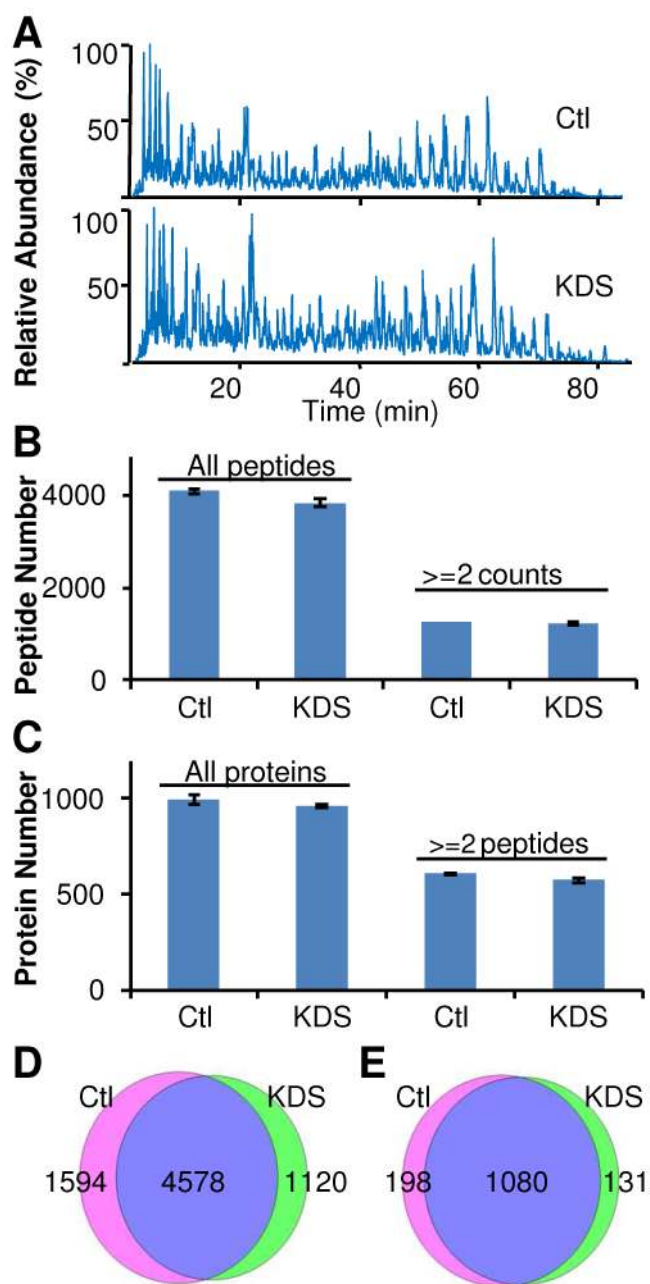 A
Relative Abundance (%)
100
50
Ctl
100
50
KDS
20 40 60 80
Time (min)
B
Peptide Number
4000
2000
0
All peptides
>=2 counts
Ctl KDS Ctl KDS
C
Protein Number
1000
500
0
All proteins
>=2 peptides
Ctl KDS Ctl KDS
D
Ctl KDS
1594 4578 1120
E
Ctl KDS
198 1080 131